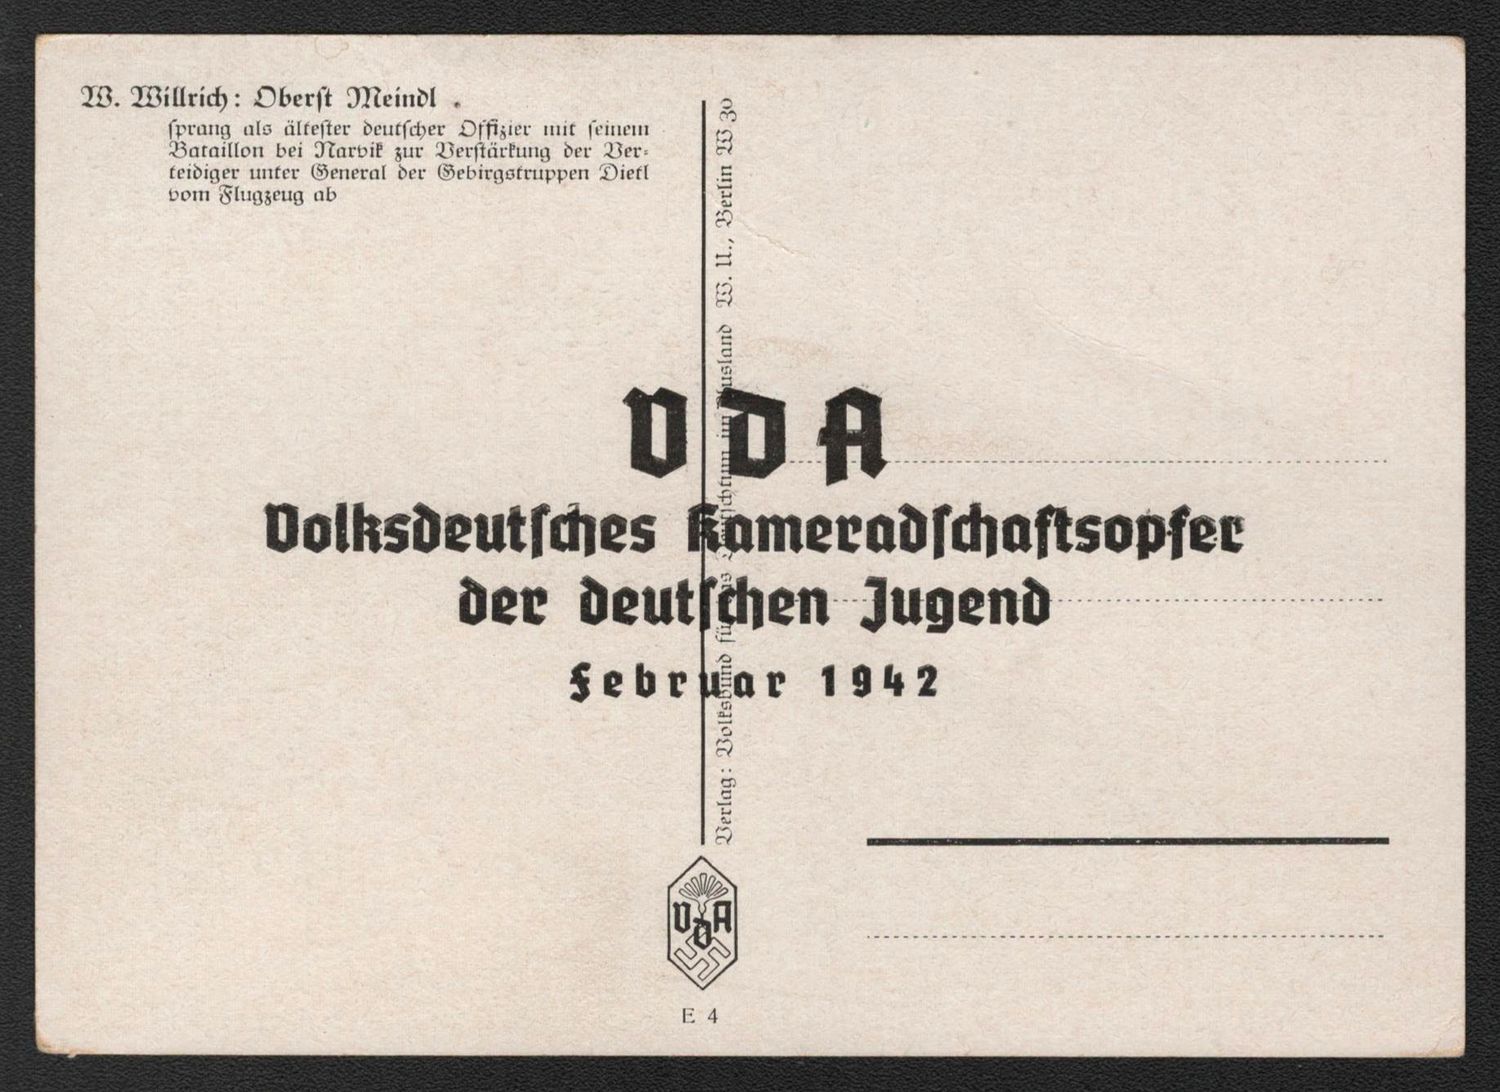 W. Willrich: Oberst Meindl
sprang als ältester deutscher Offizier mit seinem
Bataillon bei Narvik zur Verstärkung der Ver-
teidiger unter General der Gebirgstruppen Dietl
vom Flugzeug ab
Verlag: Volksbund für das Deutschtum im Ausland W. U., Berlin W 30
VDA
Volksdeutsches Kameradschaftsopfer
der deutschen Jugend
Februar 1942
VDA
E 4